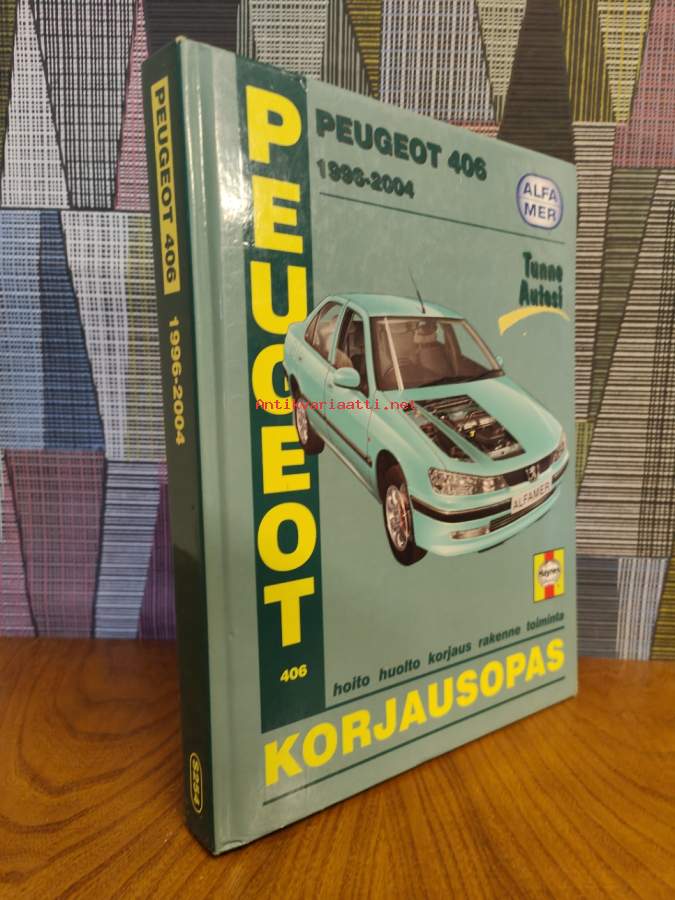 PEUGEOT 406
1996-2004
S254
PEUGEOT
406
PEUGEOT 406
1996-2004
ALFA
MER
Tunne
Autosi
Antikvariaatti.net
ALFAMER
Haynes
hoito huolto korjaus rakenne toiminta
KORJAUSOPAS